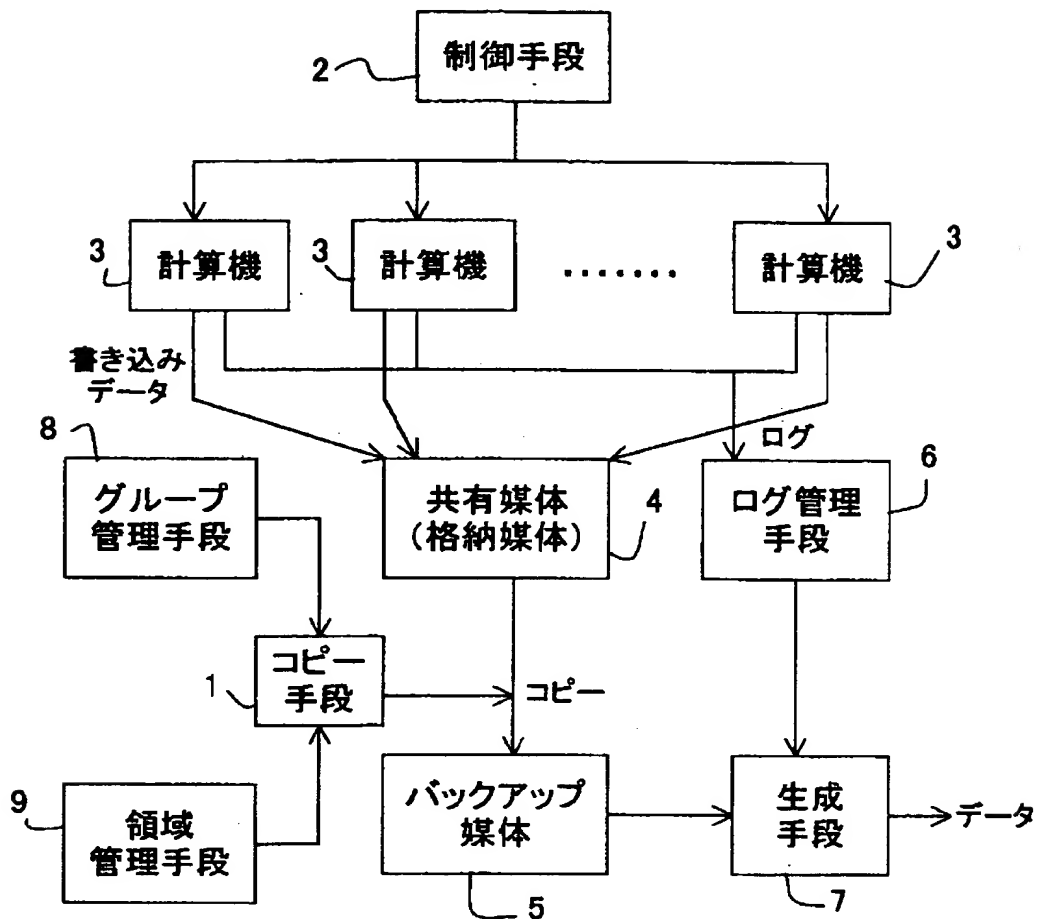 制御手段
2
3
計算機
3
計算機
.......
計算機
3
書き込み
データ
8
グループ
管理手段
共有媒体
(格納媒体)
4
ログ
6
ログ管理
手段
1
コピー
手段
コピー
9
領域
管理手段
バックアップ
媒体
5
生成
手段
7
データ